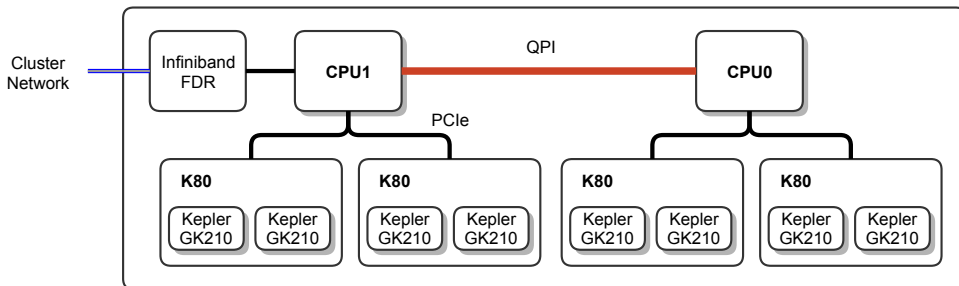 Cluster
Network
Infiniband
FDR
CPU1
QPI
CPU0
PCIe
K80
Kepler
GK210
Kepler
GK210
K80
Kepler
GK210
Kepler
GK210
K80
Kepler
GK210
Kepler
GK210
K80
Kepler
GK210
Kepler
GK210